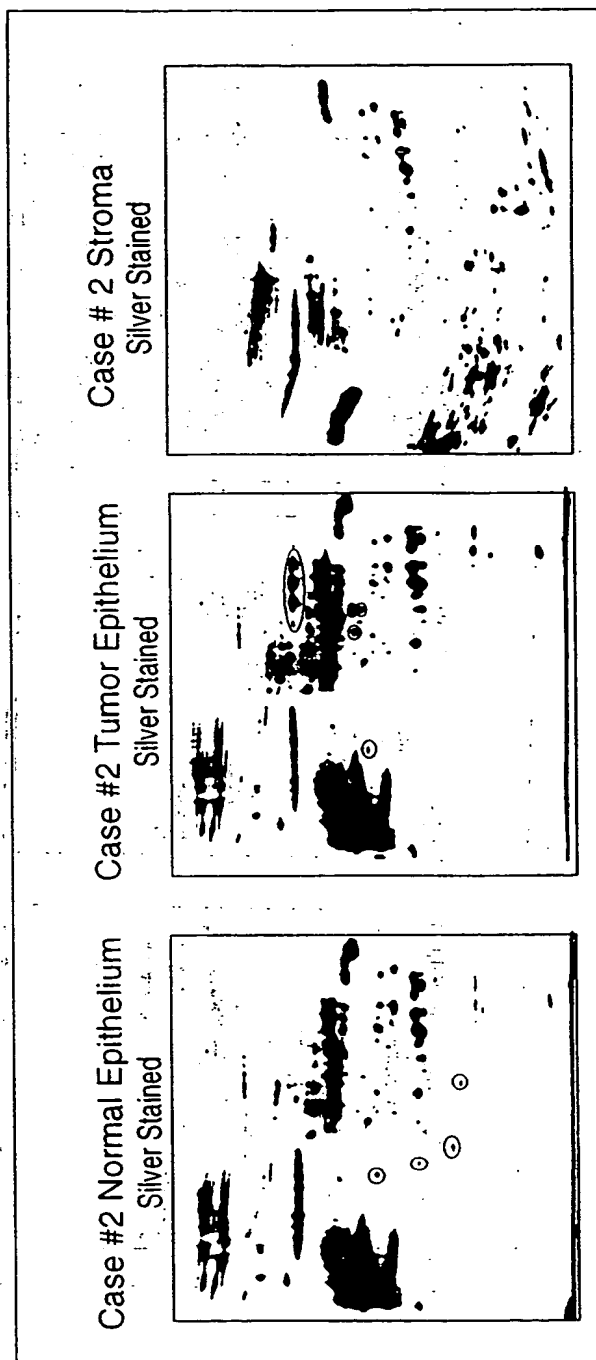 Case #2 Normal Epithelium
Silver Stained
Case #2 Tumor Epithelium
Silver Stained
Case # 2 Stroma
Silver Stained